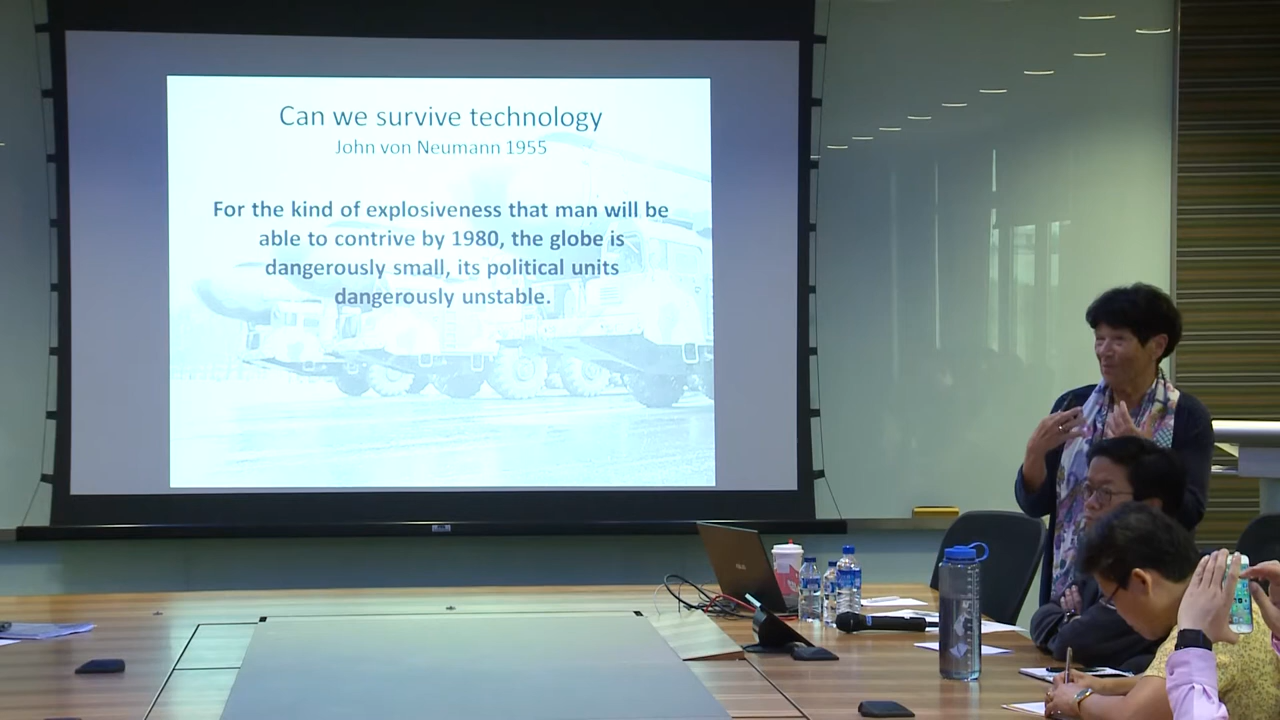 Can we survive technology
John von Neumann 1955
For the kind of explosiveness that man will be
able to contrive by 1980, the globe is
dangerously small, its political units
dangerously unstable.